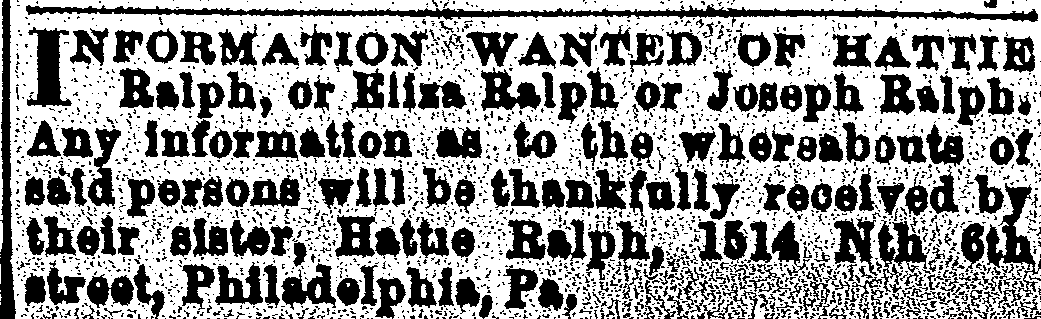 INFORMATION WANTED OF HATTIE
Ralph, or Eliza Ralph or Joseph Ralph.
Any information as to the whereabouts of
said persons will be thankfully received by
their sister, Hattie Ralph, 1514 Nth 6th
street, Philadelphia, Pa.